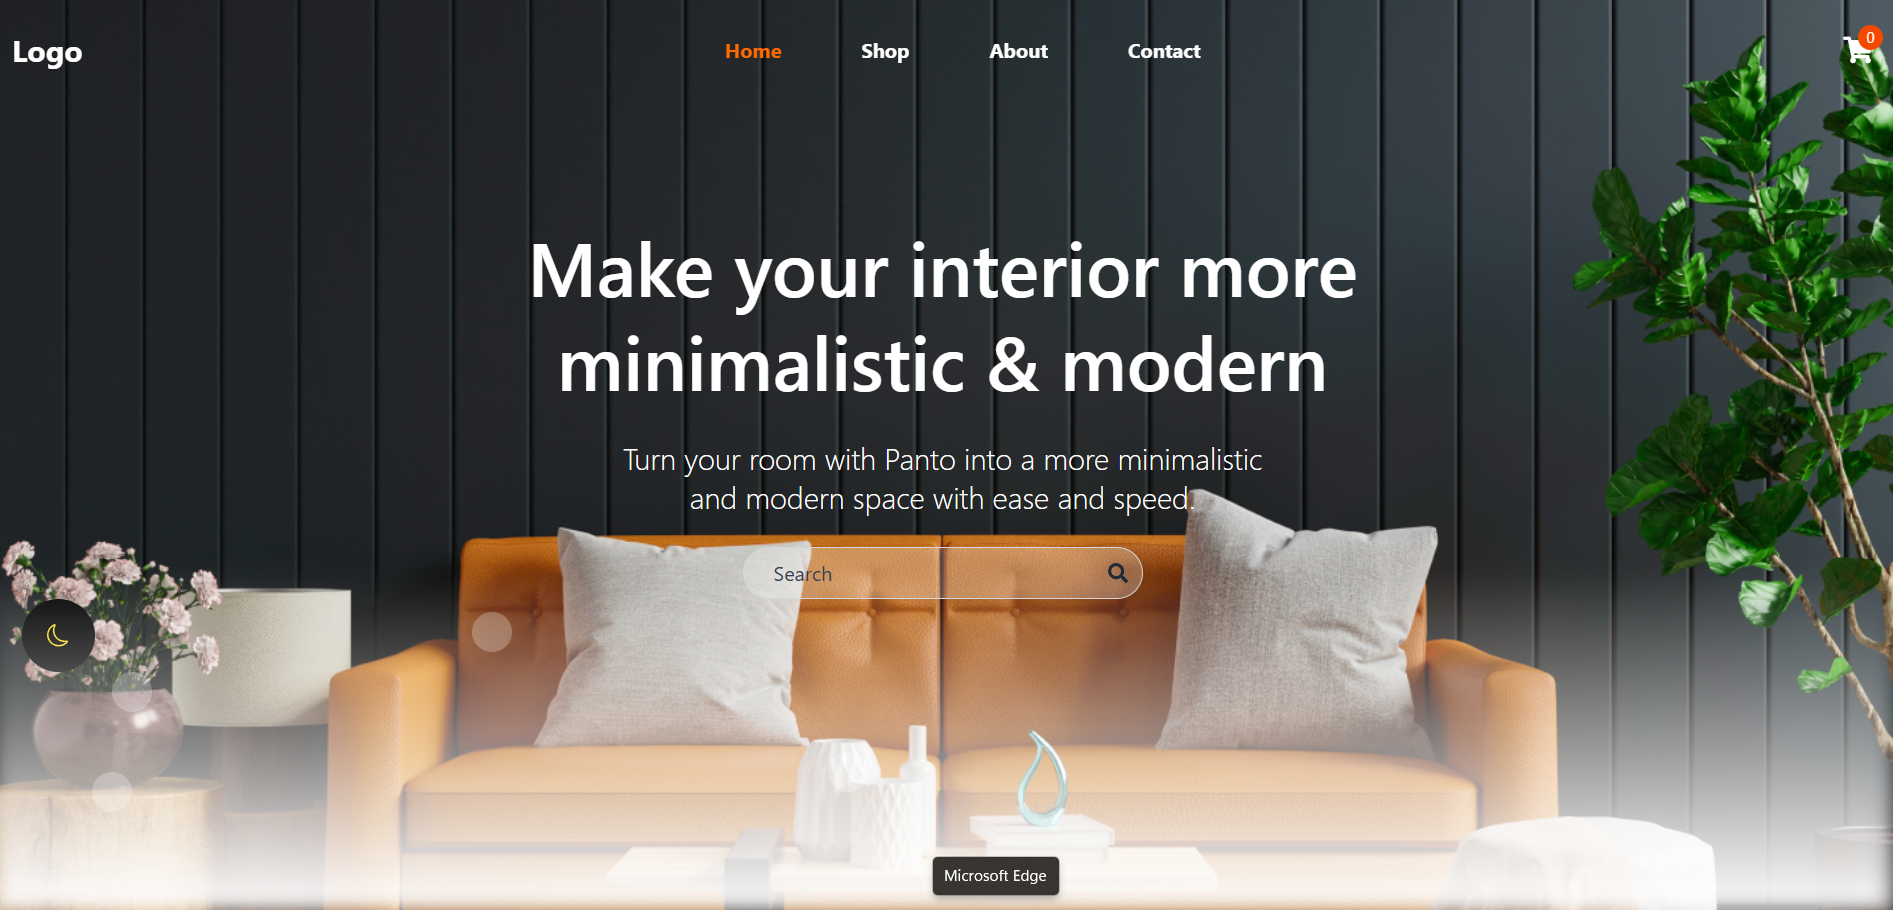 Logo
Home
Shop
About
Contact
0
Make your interior more
minimalistic & modern
Turn your room with Panto into a more minimalistic
and modern space with ease and speed.
Search
Microsoft Edge